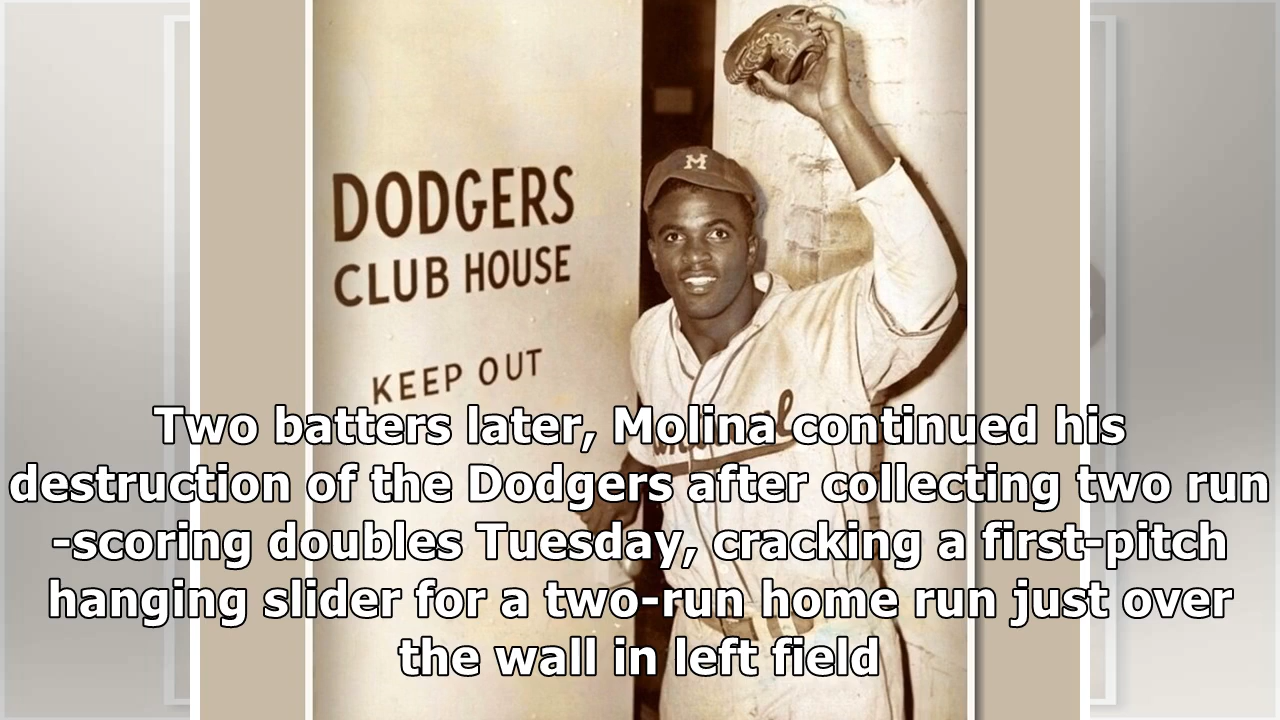 M
DODGERS
CLUB HOUSE
KEEP OUT
Two batters later, Molina continued his
destruction of the Dodgers after collecting two run
-scoring doubles Tuesday, cracking a first-pitch
hanging slider for a two-run home run just over
the wall in left field